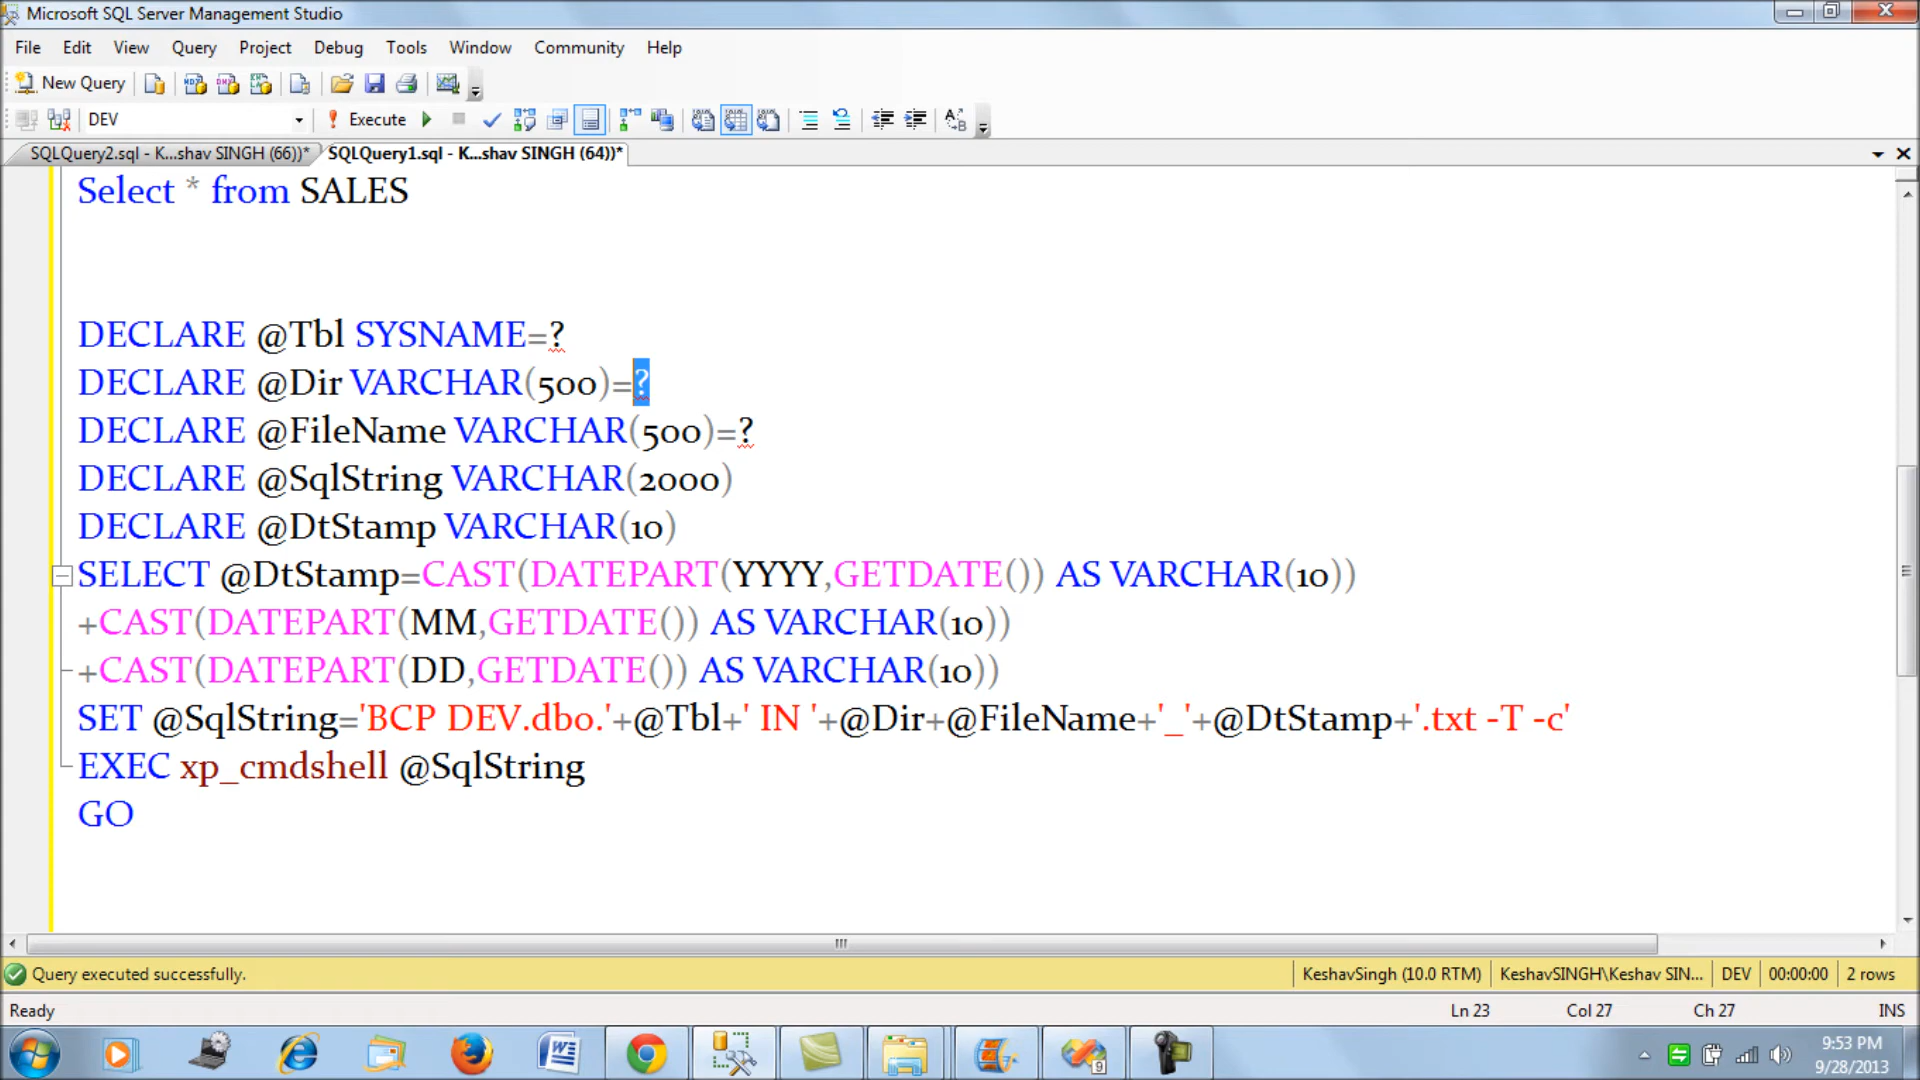 Microsoft SQL Server Management Studio
File Edit View Query Project Debug Tools Window Community Help
New Query
DEV Execute
SQLQuery2.sql - K...shav SINGH (66))* SQLQuery1.sql - K...shav SINGH (64))*
Select * from SALES
DECLARE @Tbl SYSNAME=?
DECLARE @Dir VARCHAR(500)=?
DECLARE @FileName VARCHAR(500)=?
DECLARE @SqlString VARCHAR(2000)
DECLARE @DtStamp VARCHAR(10)
SELECT @DtStamp=CAST(DATEPART(YYYY,GETDATE()) AS VARCHAR(10))
+CAST(DATEPART(MM,GETDATE()) AS VARCHAR(10))
+CAST(DATEPART(DD,GETDATE()) AS VARCHAR(10))
SET @SqlString='BCP DEV.dbo.'+@Tbl+' IN '+@Dir+@FileName+'_'+@DtStamp+'.txt -T -c'
EXEC xp_cmdshell @SqlString
GO
Query executed successfully. KeshavSingh (10.0 RTM) KeshavSINGH\Keshav SIN... DEV 00:00:00 2 rows
Ready Ln 23 Col 27 Ch 27 INS
9:53 PM
9/28/2013